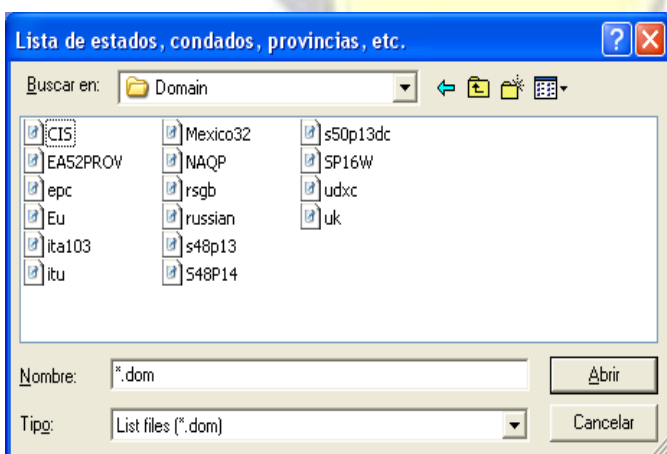 Lista de estados, condados, provincias, etc.
Buscar en: Domain
CIS Mexico32 s50p13dc
EA52PROV NAQP SP16W
epc rsgb udxc
Eu russian uk
ita103 s48p13
itu S48P14
Nombre: *.dom Abrir
Tipo: List files (*.dom) Cancelar